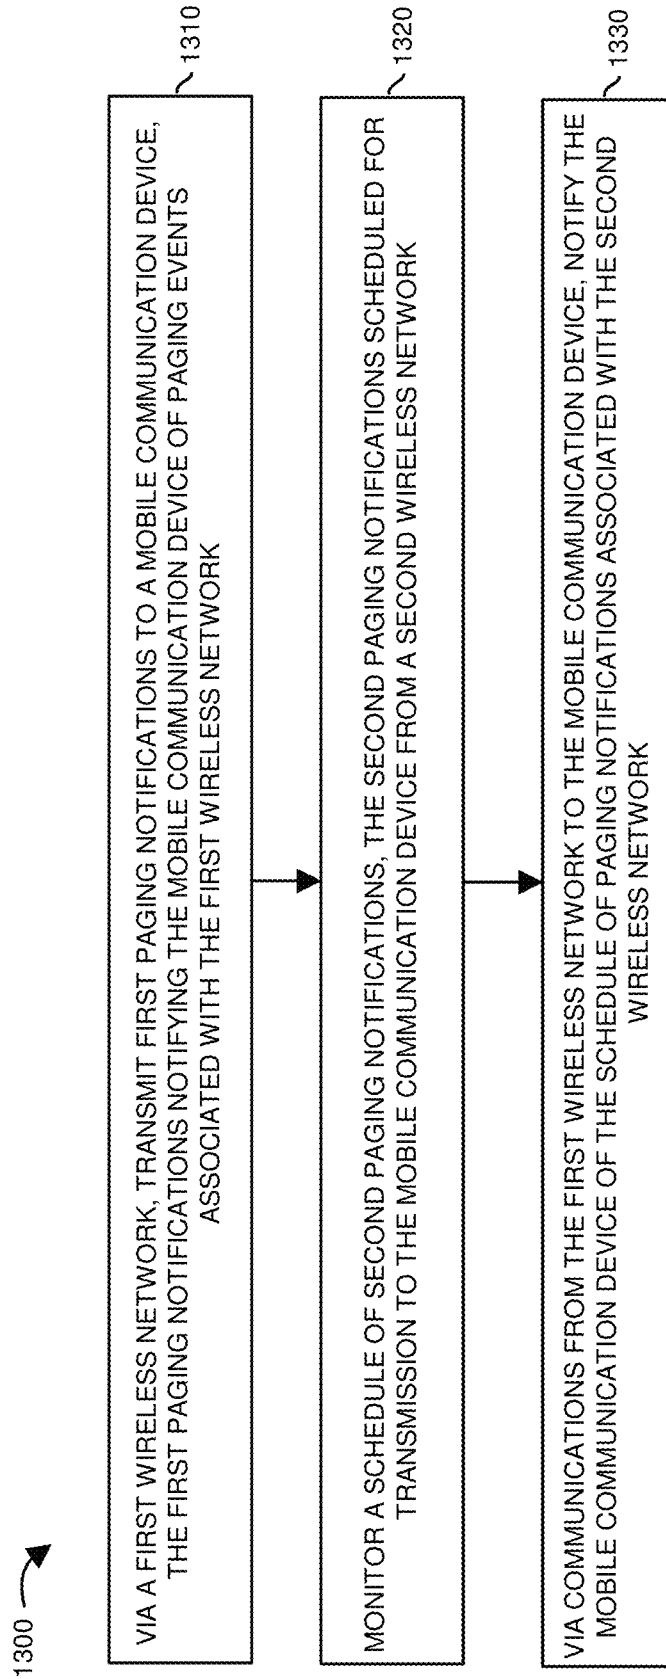 1300
VIA A FIRST WIRELESS NETWORK, TRANSMIT FIRST PAGING NOTIFICATIONS TO A MOBILE COMMUNICATION DEVICE,
THE FIRST PAGING NOTIFICATIONS NOTIFYING THE MOBILE COMMUNICATION DEVICE OF PAGING EVENTS
ASSOCIATED WITH THE FIRST WIRELESS NETWORK
1310
MONITOR A SCHEDULE OF SECOND PAGING NOTIFICATIONS, THE SECOND PAGING NOTIFICATIONS SCHEDULED FOR
TRANSMISSION TO THE MOBILE COMMUNICATION DEVICE FROM A SECOND WIRELESS NETWORK
1320
VIA COMMUNICATIONS FROM THE FIRST WIRELESS NETWORK TO THE MOBILE COMMUNICATION DEVICE, NOTIFY THE
MOBILE COMMUNICATION DEVICE OF THE SCHEDULE OF PAGING NOTIFICATIONS ASSOCIATED WITH THE SECOND
WIRELESS NETWORK
1330